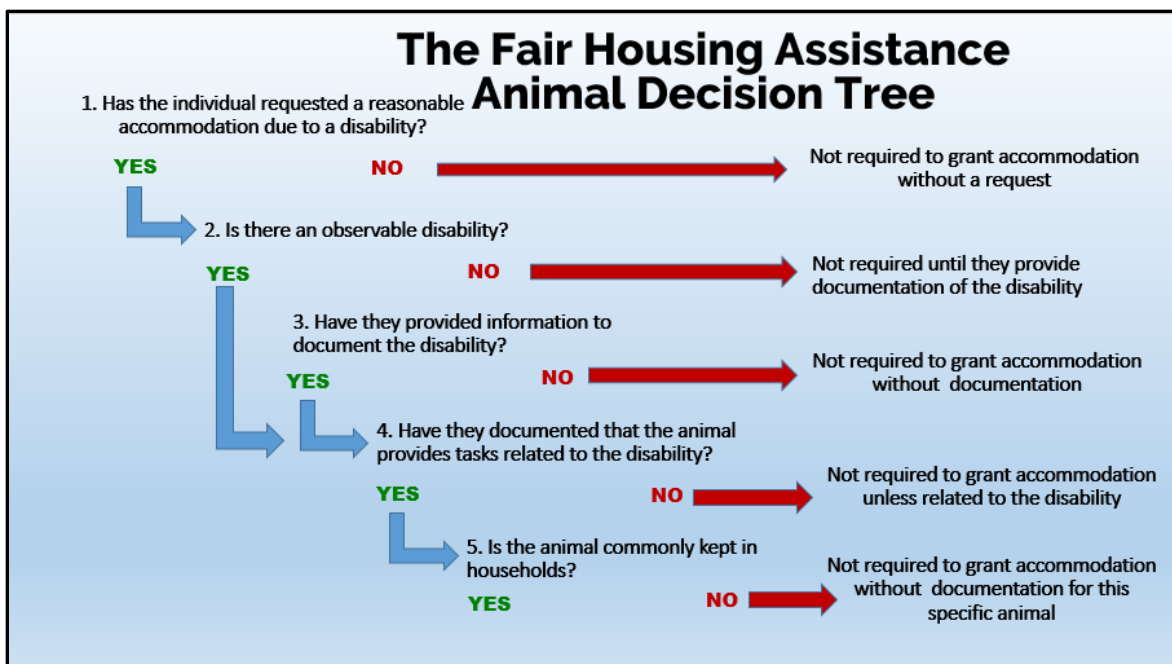 The Fair Housing Assistance
Animal Decision Tree
1. Has the individual requested a reasonable
accommodation due to a disability?
YES
NO
Not required to grant accommodation
without a request
2. Is there an observable disability?
YES
NO
Not required until they provide
documentation of the disability
3. Have they provided information to
document the disability?
YES
NO
Not required to grant accommodation
without documentation
4. Have they documented that the animal
provides tasks related to the disability?
YES
NO
Not required to grant accommodation
unless related to the disability
5. Is the animal commonly kept in
households?
YES
NO
Not required to grant accommodation
without documentation for this
specific animal